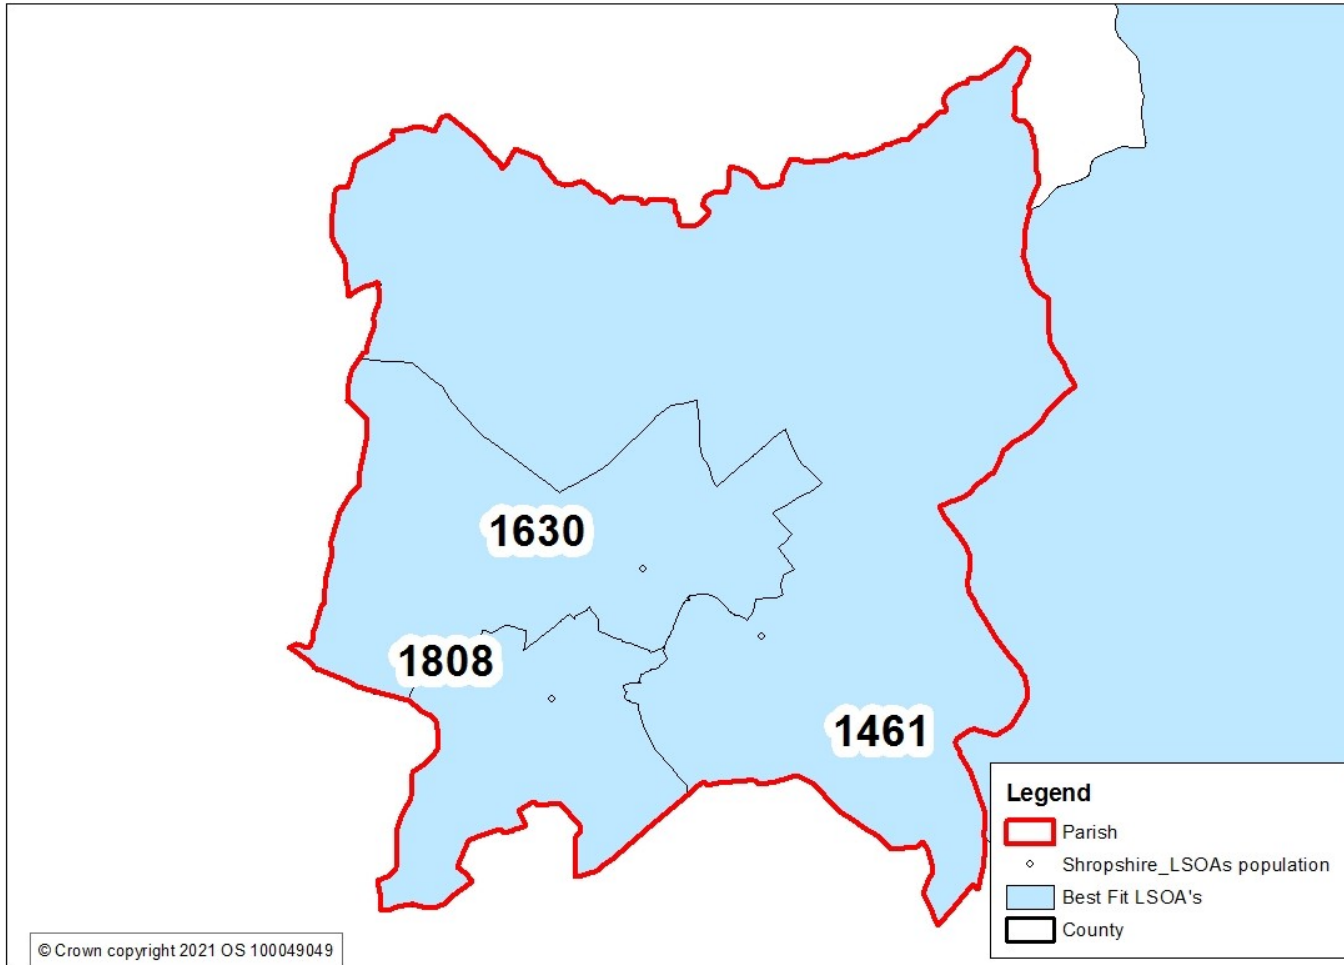 1630
1808
1461
Legend
Parish
Shropshire_LSOAs population
Best Fit LSOA's
County
© Crown copyright 2021 OS 100049049